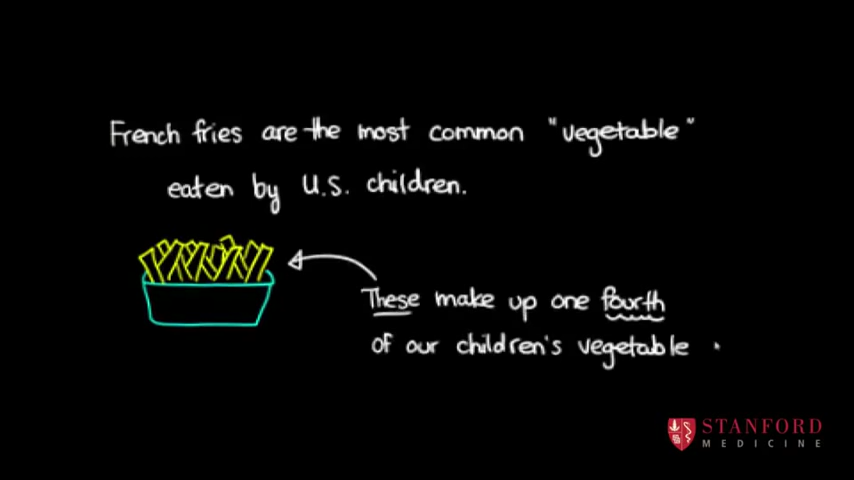 French fries are the most common "vegetable"
eaten by U.S. children.
These make up one fourth
of our children's vegetable
STANFORD
MEDICINE